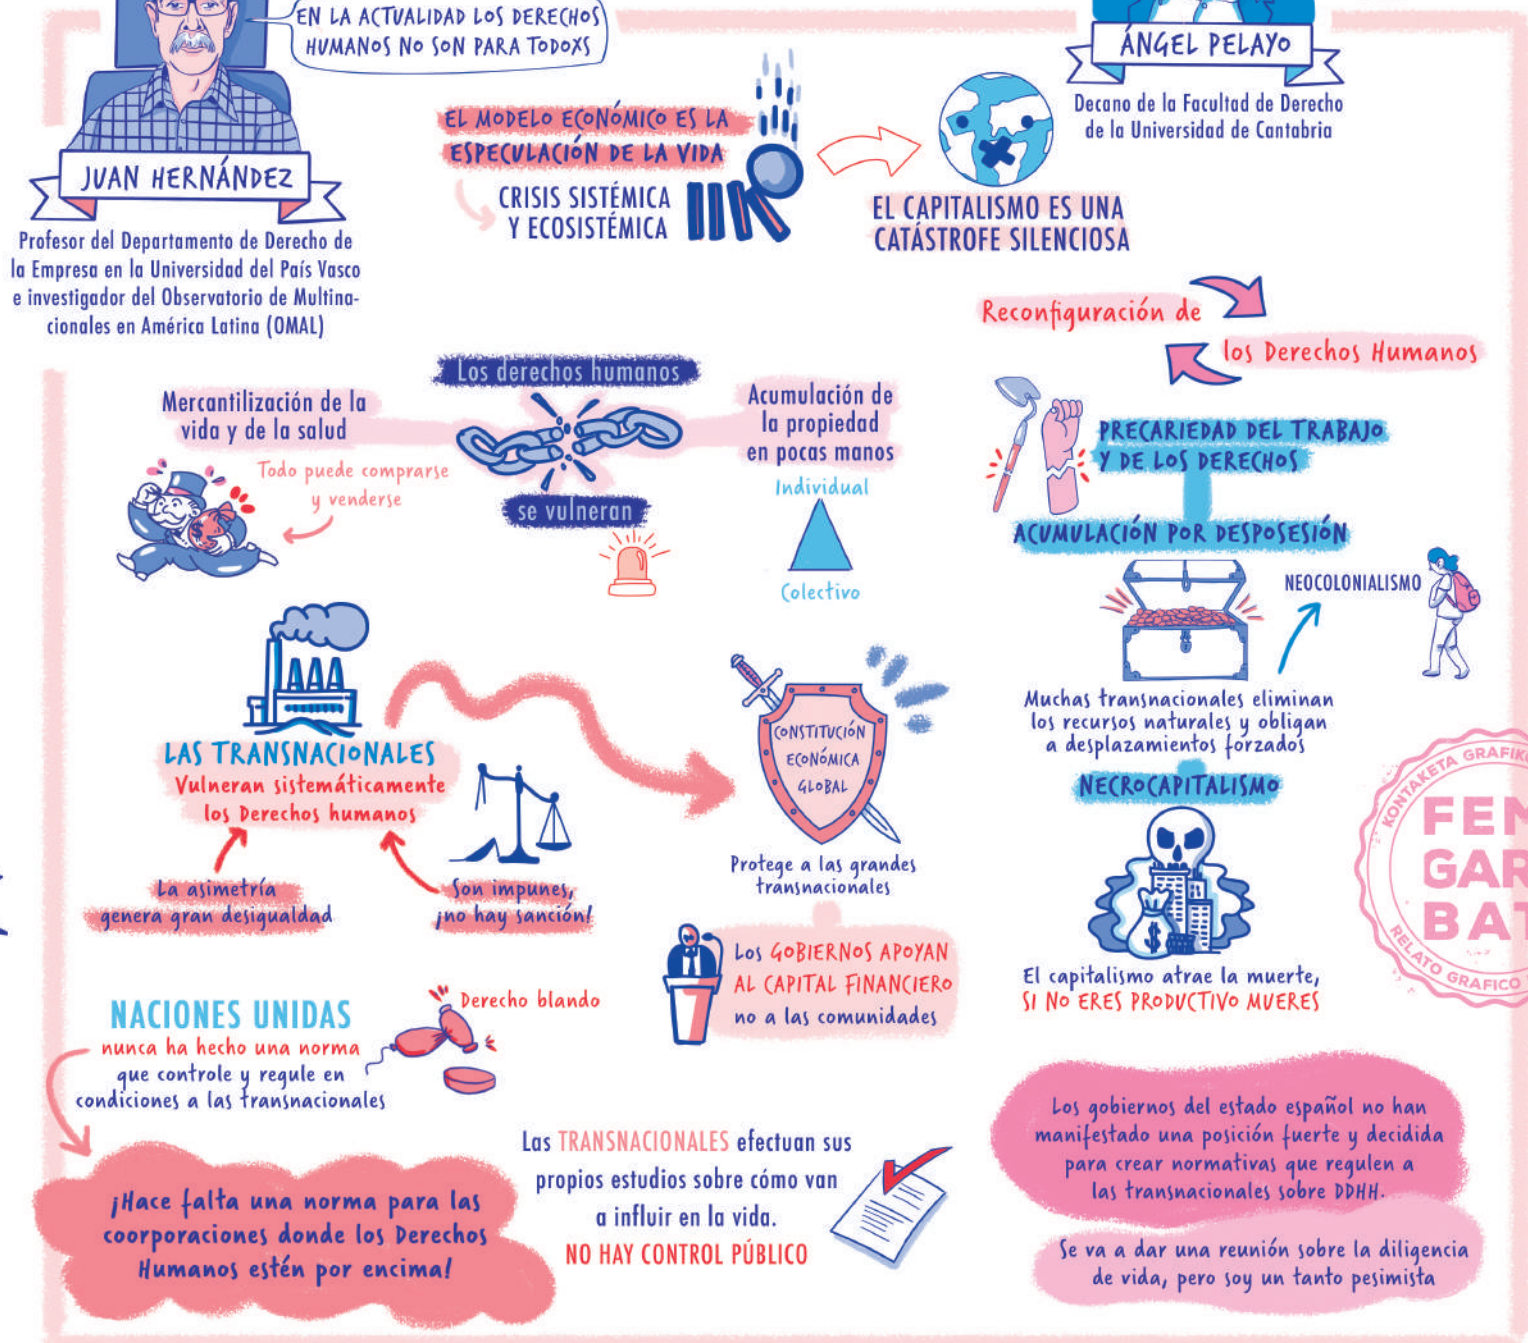 EN LA ACTUALIDAD LOS DERECHOS
HUMANOS NO SON PARA TODOXS
JUAN HERNÁNDEZ
Profesor del Departamento de Derecho de
la Empresa en la Universidad del País Vasco
e investigador del Observatorio de Multina-
cionales en América Latina (OMAL)
ÁNGEL PELAYO
Decano de la Facultad de Derecho
de la Universidad de Cantabria
EL MODELO ECONÓMICO ES LA
ESPECULACIÓN DE LA VIDA
CRISIS SISTÉMICA
Y ECOSISTÉMICA
EL CAPITALISMO ES UNA
CATÁSTROFE SILENCIOSA
Reconfiguración de
los Derechos Humanos
Los derechos humanos
se vulneran
Mercantilización de la
vida y de la salud
Todo puede comprarse
y venderse
Acumulación de
la propiedad
en pocas manos
Individual
Colectivo
PRECARIEDAD DEL TRABAJO
Y DE LOS DERECHOS
ACUMULACIÓN POR DESPOSESIÓN
NEOCOLONIALISMO
Muchas transnacionales eliminan
los recursos naturales y obligan
a desplazamientos forzados
NECROCAPITALISMO
$
El capitalismo atrae la muerte,
SI NO ERES PRODUCTIVO MUERES
LAS TRANSNACIONALES
Vulneran sistemáticamente
los Derechos humanos
La asimetría
genera gran desigualdad
Son impunes,
¡no hay sanción!
CONSTITUCIÓN
ECONÓMICA
GLOBAL
Protege a las grandes
transnacionales
Los GOBIERNOS APOYAN
AL CAPITAL FINANCIERO
no a las comunidades
NACIONES UNIDAS
nunca ha hecho una norma
que controle y regule en
condiciones a las transnacionales
Derecho blando
¡Hace falta una norma para las
coorporaciones donde los Derechos
Humanos estén por encima!
Las TRANSNACIONALES efectuan sus
propios estudios sobre cómo van
a influir en la vida.
NO HAY CONTROL PÚBLICO
Los gobiernos del estado español no han
manifestado una posición fuerte y decidida
para crear normativas que regulen a
las transnacionales sobre DDHH.
Se va a dar una reunión sobre la diligencia
de vida, pero soy un tanto pesimista
KONTAKETA GRAFIKO
GAR
BAT
RELATO GRAFICO